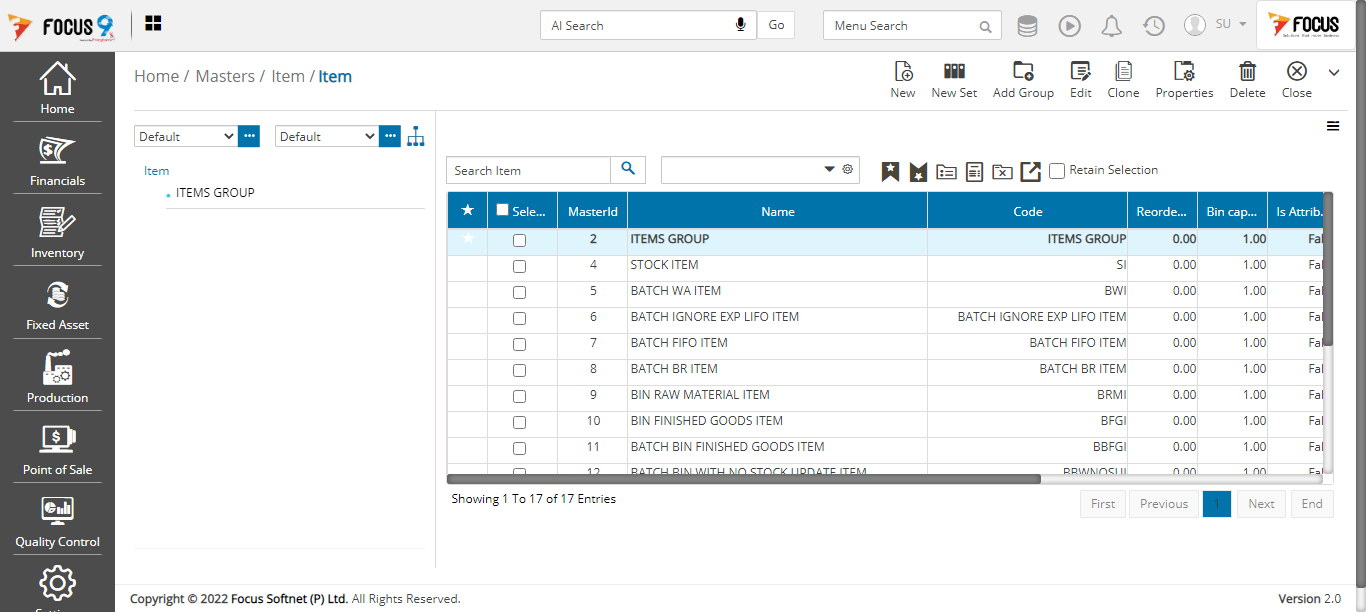 FOCUS 9
AI Search
Go
Menu Search
SU
FOCUS
Home / Masters / Item / Item
New
New Set
Add Group
Edit
Clone
Properties
Delete
Close
Home
Financials
Inventory
Fixed Asset
Production
Point of Sale
Quality Control
Default
Default
Item
ITEMS GROUP
Search Item
Retain Selection
Sele... MasterId Name Code Reorde... Bin cap... Is Attrib.
2 ITEMS GROUP ITEMS GROUP 0.00 1.00 Fal
4 STOCK ITEM SI 0.00 1.00 Fal
5 BATCH WA ITEM BWI 0.00 1.00 Fal
6 BATCH IGNORE EXP LIFO ITEM BATCH IGNORE EXP LIFO ITEM 0.00 1.00 Fal
7 BATCH FIFO ITEM BATCH FIFO ITEM 0.00 1.00 Fal
8 BATCH BR ITEM BATCH BR ITEM 0.00 1.00 Fal
9 BIN RAW MATERIAL ITEM BRMI 0.00 1.00 Fal
10 BIN FINISHED GOODS ITEM BFGI 0.00 1.00 Fal
11 BATCH BIN FINISHED GOODS ITEM BBFGI 0.00 1.00 Fal
12 BATCH BIN WITH NO STOCK UPDATE ITEM BBWNOSUI 0.00 1.00 Fal
Showing 1 To 17 of 17 Entries
First
Previous
1
Next
End
Copyright © 2022 Focus Softnet (P) Ltd. All Rights Reserved.
Version 2.0